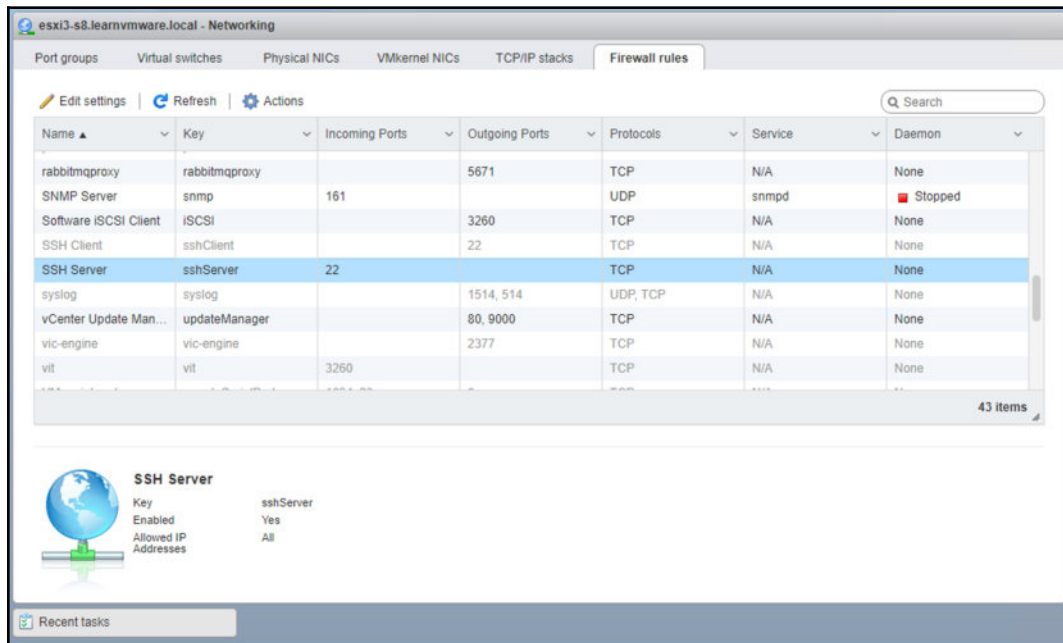 esxi3-s8.learnvmware.local - Networking
Port groups Virtual switches Physical NICs VMkernel NICs TCP/IP stacks Firewall rules
Edit settings Refresh Actions Search
Name Key Incoming Ports Outgoing Ports Protocols Service Daemon
rabbitmqproxy rabbitmqproxy 5671 TCP N/A None
SNMP Server snmp 161 UDP snmpd Stopped
Software iSCSI Client iSCSI 3260 TCP N/A None
SSH Client sshClient 22 TCP N/A None
SSH Server sshServer 22 TCP N/A None
syslog syslog 1514, 514 UDP, TCP N/A None
vCenter Update Man... updateManager 80, 9000 TCP N/A None
vic-engine vic-engine 2377 TCP N/A None
vit vit 3260 TCP N/A None
43 items
SSH Server
Key sshServer
Enabled Yes
Allowed IP All
Addresses
Recent tasks